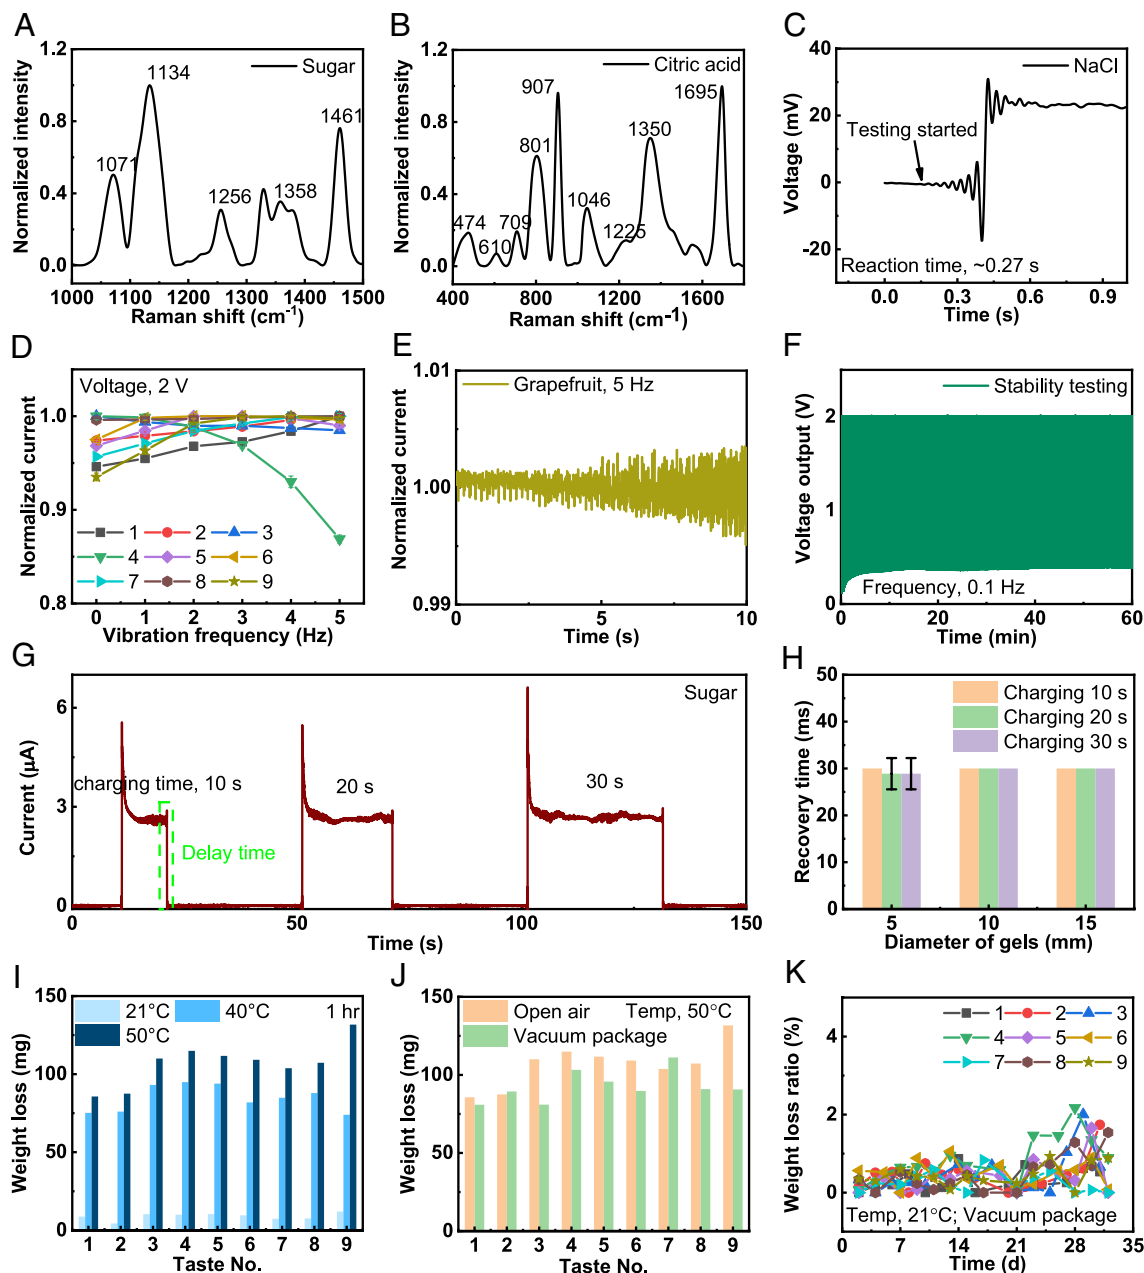 A
Normalized intensity
1.2
0.8
0.4
0.0
Sugar
1134
1461
1071
1256
1358
1000 1100 1200 1300 1400 1500
Raman shift (cm⁻¹)
B
Normalized intensity
1.2
0.8
0.4
0.0
Citric acid
907
1695
801
1350
474
610
709
1046
1225
400 800 1200 1600
Raman shift (cm⁻¹)
C
Voltage (mV)
40
20
0
-20
NaCl
Testing started
Reaction time, ~0.27 s
0.0 0.3 0.6 0.9
Time (s)
D
Normalized current
1.0
0.9
0.8
Voltage, 2 V
1 2 3
4 5 6
7 8 9
0 1 2 3 4 5
Vibration frequency (Hz)
E
Normalized current
1.01
1.00
0.99
Grapefruit, 5 Hz
0 5 10
Time (s)
F
Voltage output (V)
2
1
0
Stability testing
Frequency, 0.1 Hz
0 20 40 60
Time (min)
G
Current (µA)
6
3
0
Sugar
charging time, 10 s
20 s
30 s
Delay time
0 50 100 150
Time (s)
H
Recovery time (ms)
50
40
30
20
10
0
Charging 10 s
Charging 20 s
Charging 30 s
5 10 15
Diameter of gels (mm)
I
Weight loss (mg)
150
100
50
0
21°C 40°C 1 hr
50°C
1 2 3 4 5 6 7 8 9
Taste No.
J
Weight loss (mg)
150
100
50
0
Open air Temp, 50°C
Vacuum package
1 2 3 4 5 6 7 8 9
Taste No.
K
Weight loss ratio (%)
4
2
0
1 2 3
4 5 6
7 8 9
Temp, 21°C; Vacuum package
0 7 14 21 28 35
Time (d)